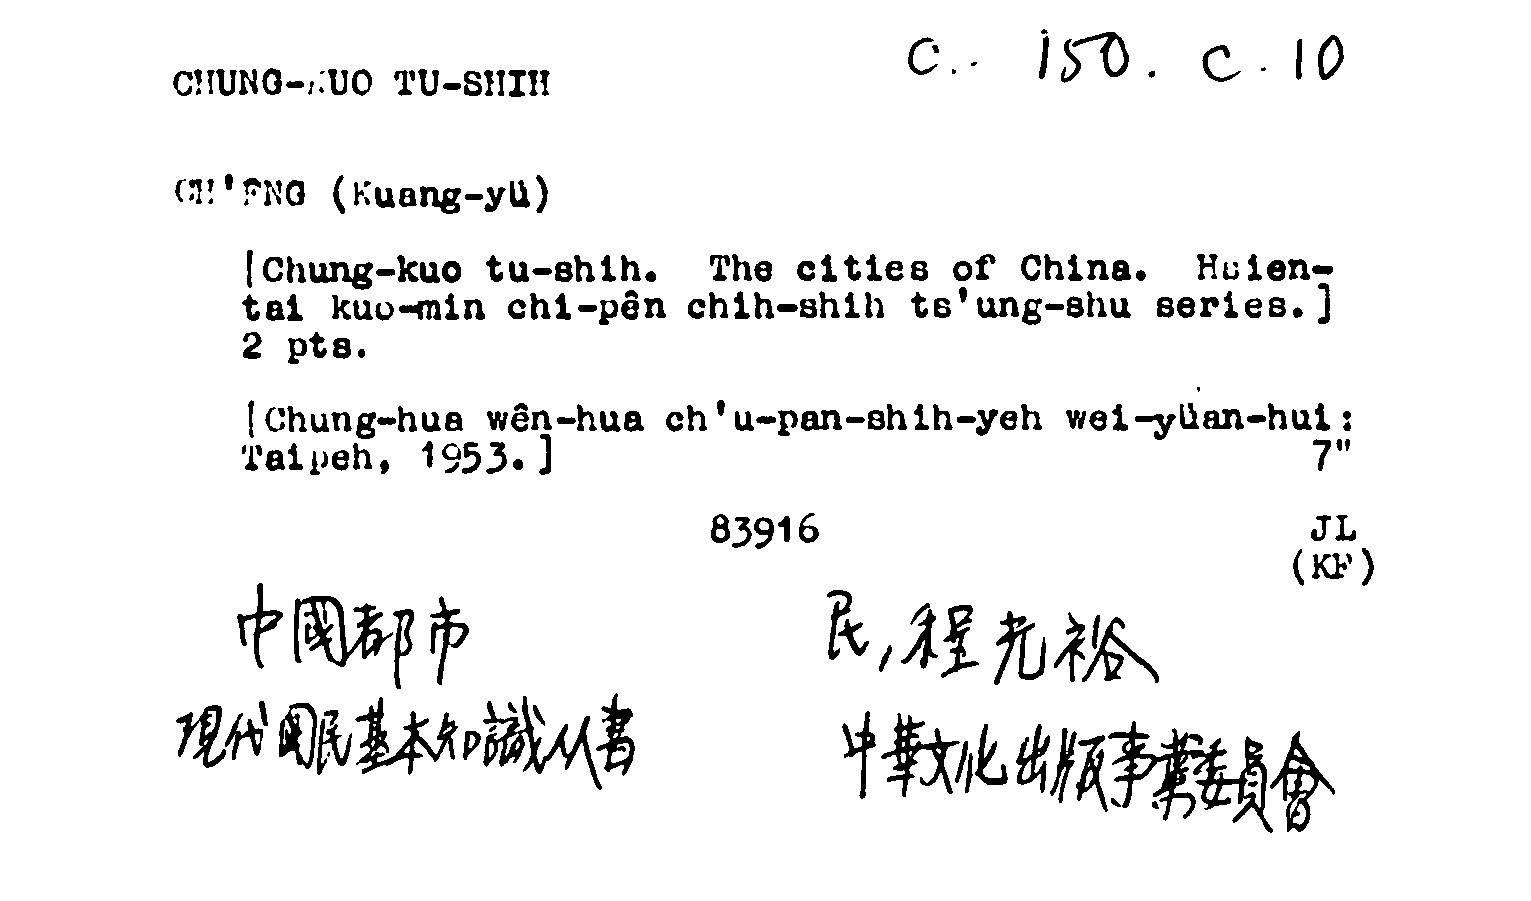 C. 150. C. 10
CHUNG-KUO TU-SHIH
CH'ENG (Kuang-yü)
[Chung-kuo tu-shih. The cities of China. Hsien-
tai kuo-min chi-pên chih-shih ts'ung-shu series.]
2 pts.
[Chung-hua wên-hua ch'u-pan-shih-yeh wei-yüan-hui:
Taipeh, 1953.] 7"
83916 JL
(KF)
中國都市 民,程光裕
現代國民基本知識从書 中華文化出版事業委員會